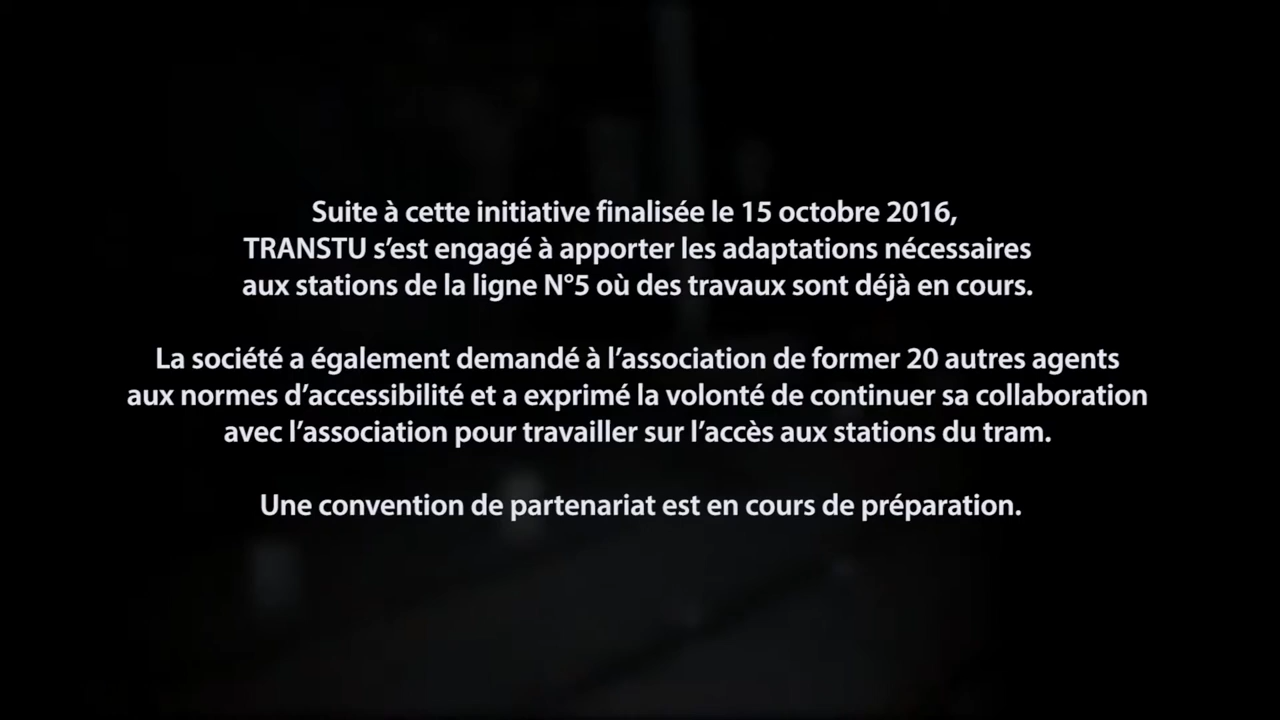 Suite à cette initiative finalisée le 15 octobre 2016,
TRANSTU s’est engagé à apporter les adaptations nécessaires
aux stations de la ligne N°5 où des travaux sont déjà en cours.
La société a également demandé à l’association de former 20 autres agents
aux normes d’accessibilité et a exprimé la volonté de continuer sa collaboration
avec l’association pour travailler sur l’accès aux stations du tram.
Une convention de partenariat est en cours de préparation.